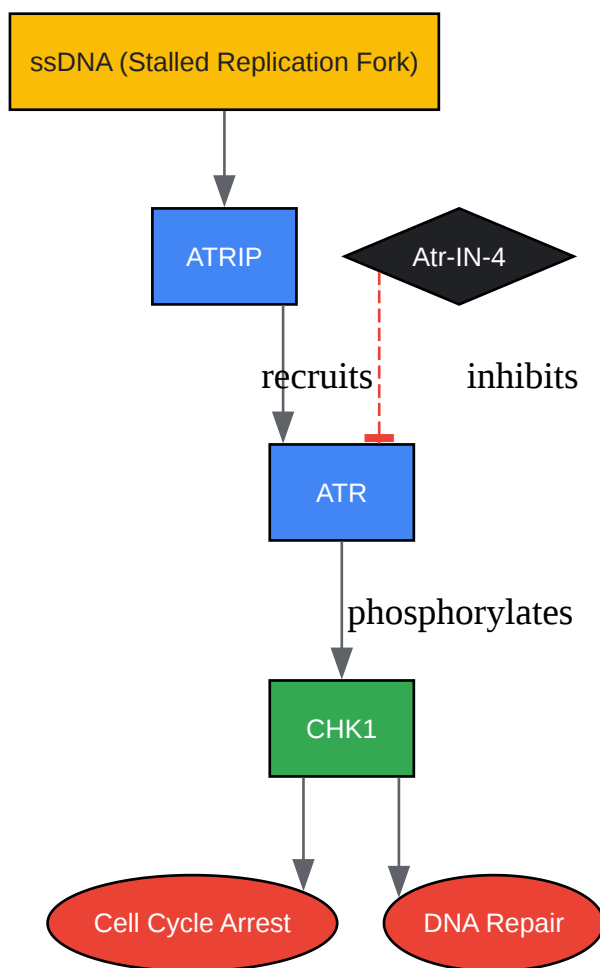 ssDNA (Stalled Replication Fork)
ATRIP
Atr-IN-4
recruits
inhibits
ATR
phosphorylates
CHK1
Cell Cycle Arrest
DNA Repair